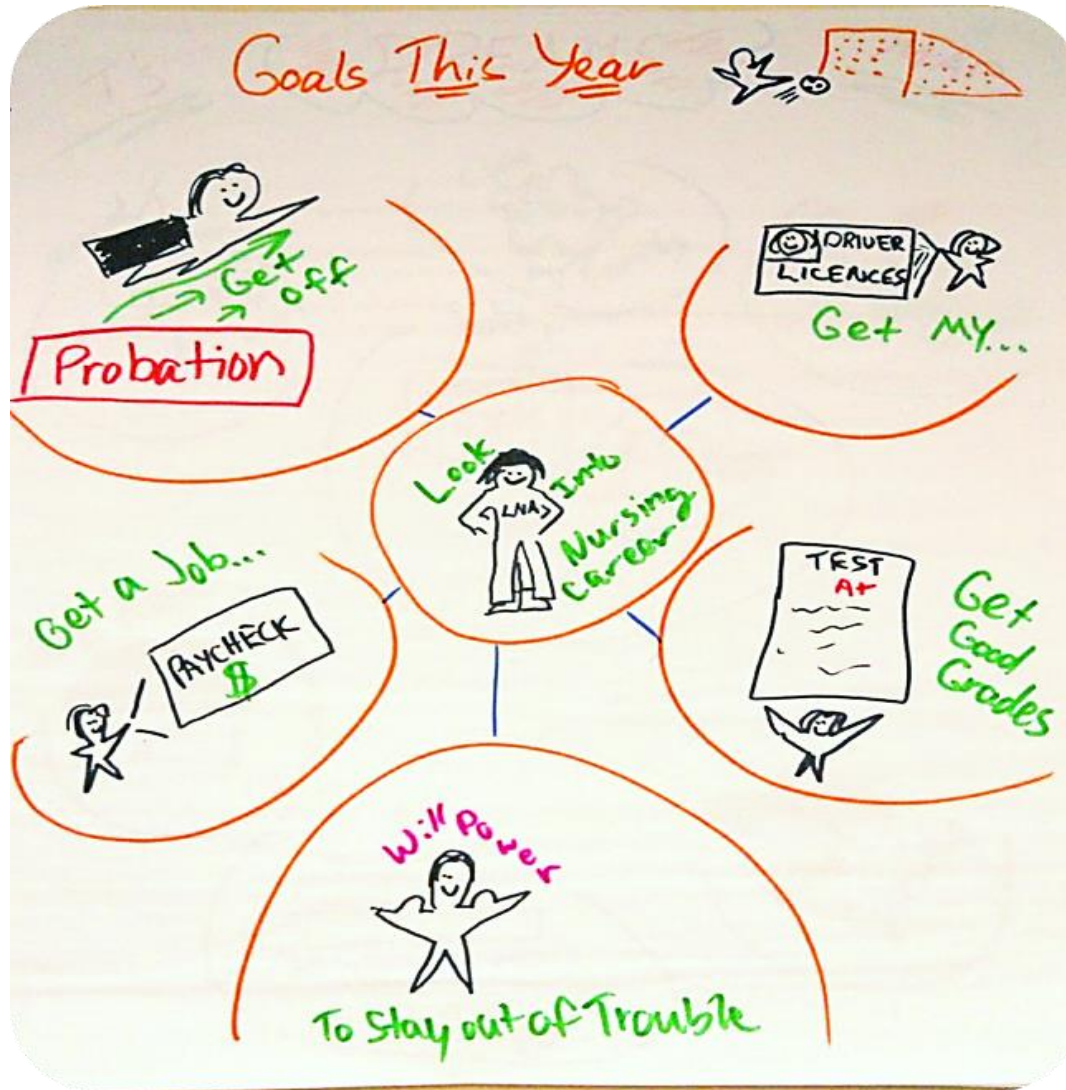 Goals This Year
Get
off
Probation
DRIVER
LICENCES
Get MY...
Look
Into
LNA
Nursing
career
Get a Job...
PAYCHECK
$
TEST
A+
Get
Good
Grades
Will Power
To Stay out of Trouble